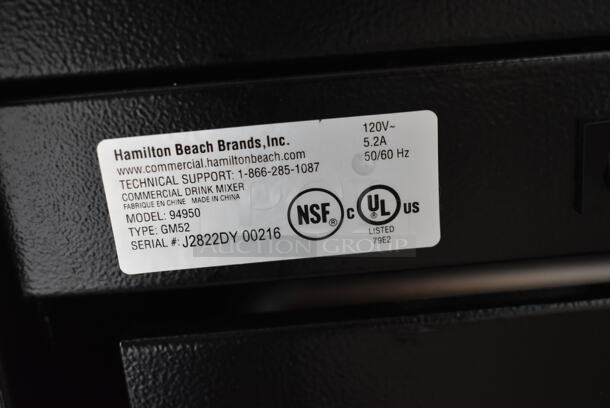 Hamilton Beach Brands, Inc.
www.commercial.hamiltonbeach.com
TECHNICAL SUPPORT: 1-866-285-1087
COMMERCIAL DRINK MIXER
FABRIQUE EN CHINE MADE IN CHINA
MODEL: 94950
TYPE: GM52
SERIAL #: J2822DY 00216
120V~
5.2A
50/60 Hz
NSF®
C UL® US
LISTED
79E2
AUCTION GROUP